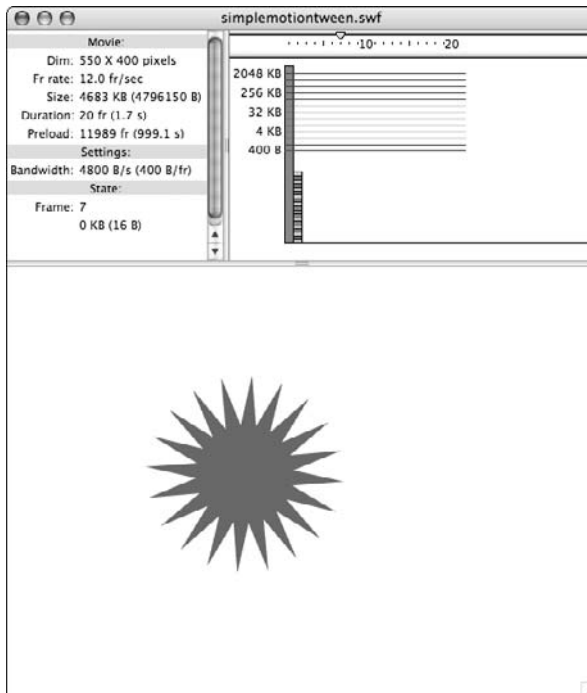 simplemotiontween.swf
Movie:
Dim: 550 X 400 pixels
Fr rate: 12.0 fr/sec
Size: 4683 KB (4796150 B)
Duration: 20 fr (1.7 s)
Preload: 11989 fr (999.1 s)
Settings:
Bandwidth: 4800 B/s (400 B/fr)
State:
Frame: 7
0 KB (16 B)
10 20
2048 KB
256 KB
32 KB
4 KB
400 B